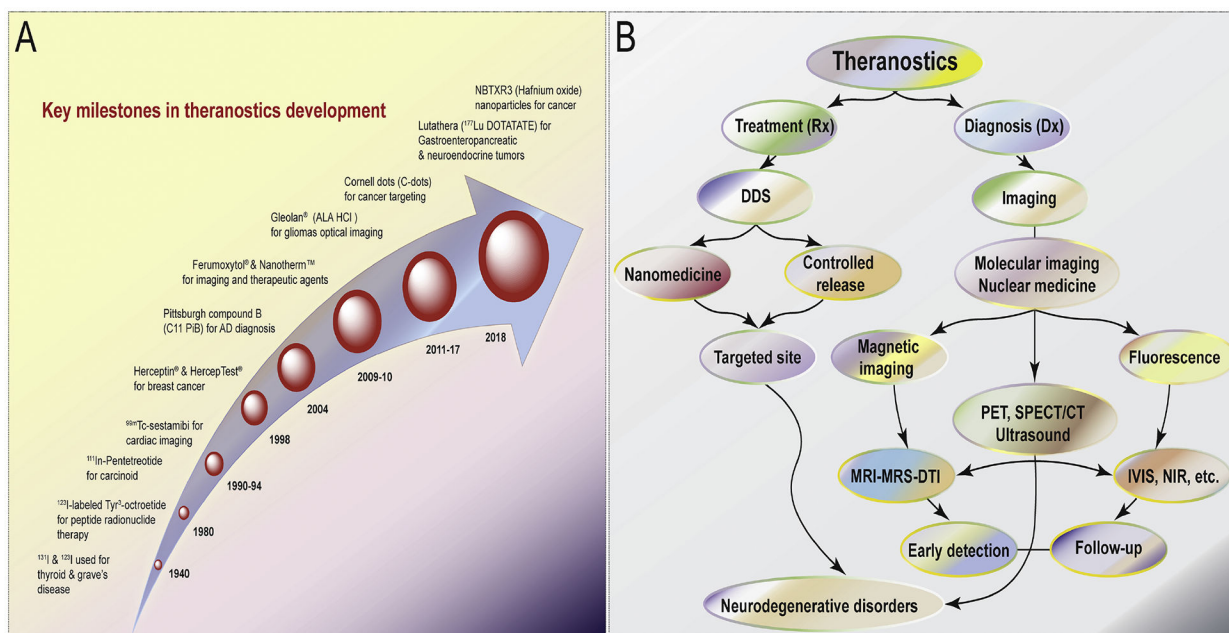 A
Key milestones in theranostics development
NBTXR3 (Hafnium oxide)
nanoparticles for cancer
Lutathera (¹⁷⁷Lu DOTATATE) for
Gastroenteropancreatic
& neuroendocrine tumors
Cornell dots (C-dots)
for cancer targeting
Gleolan® (ALA HCl )
for gliomas optical imaging
Ferumoxytol® & Nanotherm™
for imaging and therapeutic agents
Pittsburgh compound B
(C11 PiB) for AD diagnosis
Herceptin® & HercepTest®
for breast cancer
⁹⁹ᵐTc-sestamibi for
cardiac imaging
¹¹¹In-Pentetreotide
for carcinoid
¹²³I-labeled Tyr³-octroetide
for peptide radionuclide
therapy
¹³¹I & ¹²³I used for
thyroid & grave's
disease
2018
2011-17
2009-10
2004
1998
1990-94
1980
1940
B
Theranostics
Treatment (Rx)
Diagnosis (Dx)
DDS
Imaging
Nanomedicine
Controlled
release
Molecular imaging
Nuclear medicine
Targeted site
Magnetic
imaging
Fluorescence
PET, SPECT/CT
Ultrasound
MRI-MRS-DTI
IVIS, NIR, etc.
Early detection
Follow-up
Neurodegenerative disorders